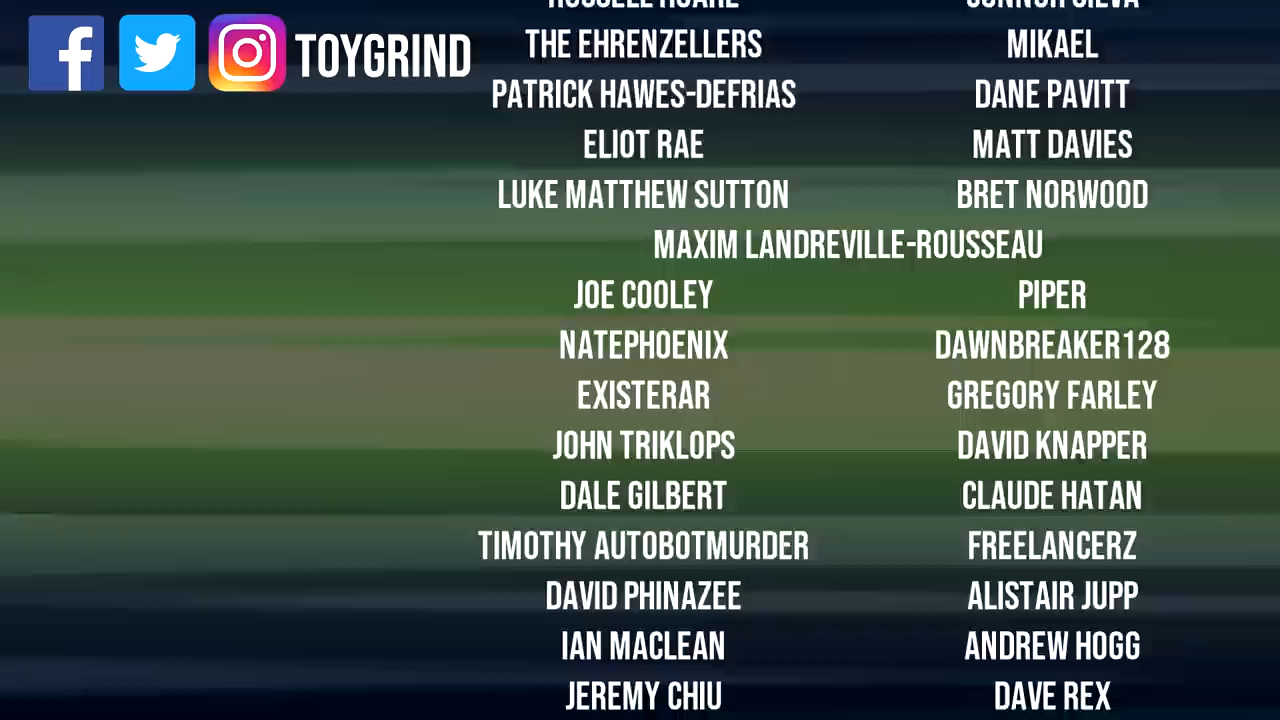 TOYGRIND
THE EHRENZELLERS MIKAEL
PATRICK HAWES-DEFRIAS DANE PAVITT
ELIOT RAE MATT DAVIES
LUKE MATTHEW SUTTON BRET NORWOOD
MAXIM LANDREVILLE-ROUSSEAU
JOE COOLEY PIPER
NATEPHOENIX DAWNBREAKER128
EXISTERAR GREGORY FARLEY
JOHN TRIKLOPS DAVID KNAPPER
DALE GILBERT CLAUDE HATAN
TIMOTHY AUTOBOTMURDER FREELANCERZ
DAVID PHINAZEE ALISTAIR JUPP
IAN MACLEAN ANDREW HOGG
JEREMY CHIU DAVE REX